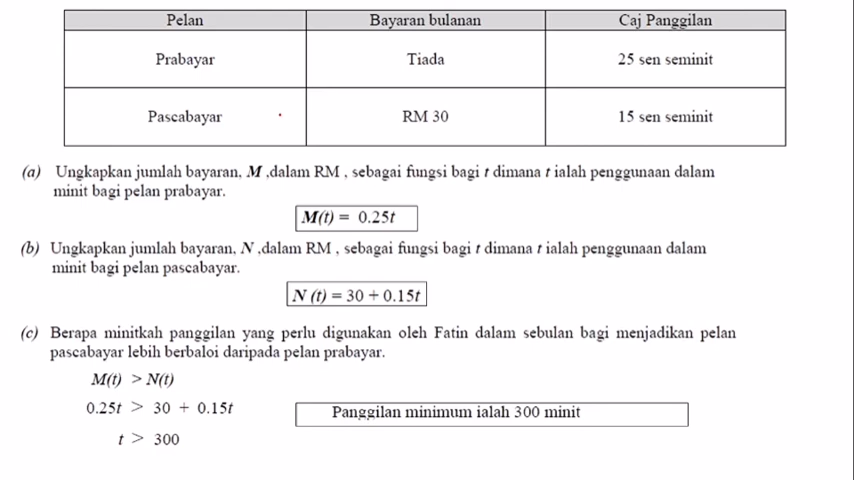 Pelan Bayaran bulanan Caj Panggilan
Prabayar Tiada 25 sen seminit
Pascabayar RM 30 15 sen seminit
(a) Ungkapkan jumlah bayaran, M ,dalam RM , sebagai fungsi bagi t dimana t ialah penggunaan dalam
minit bagi pelan prabayar.
M(t) = 0.25t
(b) Ungkapkan jumlah bayaran, N ,dalam RM , sebagai fungsi bagi t dimana t ialah penggunaan dalam
minit bagi pelan pascabayar.
N (t) = 30 + 0.15t
(c) Berapa minitkah panggilan yang perlu digunakan oleh Fatin dalam sebulan bagi menjadikan pelan
pascabayar lebih berbaloi daripada pelan prabayar.
M(t) > N(t)
0.25t > 30 + 0.15t
Panggilan minimum ialah 300 minit
t > 300